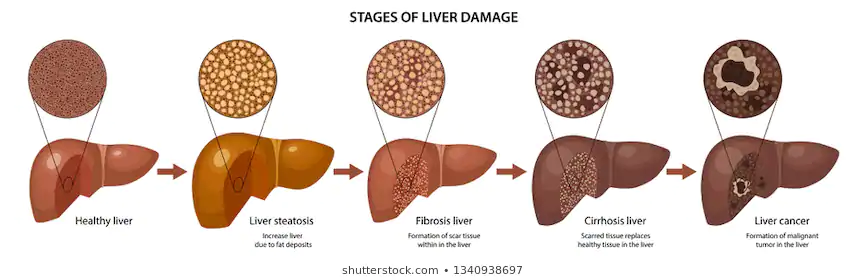 STAGES OF LIVER DAMAGE
Healthy liver
Liver steatosis
Increase liver
due to fat deposits
Fibrosis liver
Formation of scar tissue
within in the liver
Cirrhosis liver
Scarred tissue replaces
healthy tissue in the liver
Liver cancer
Formation of malignant
tumor in the liver
shutterstock.com • 1340938697